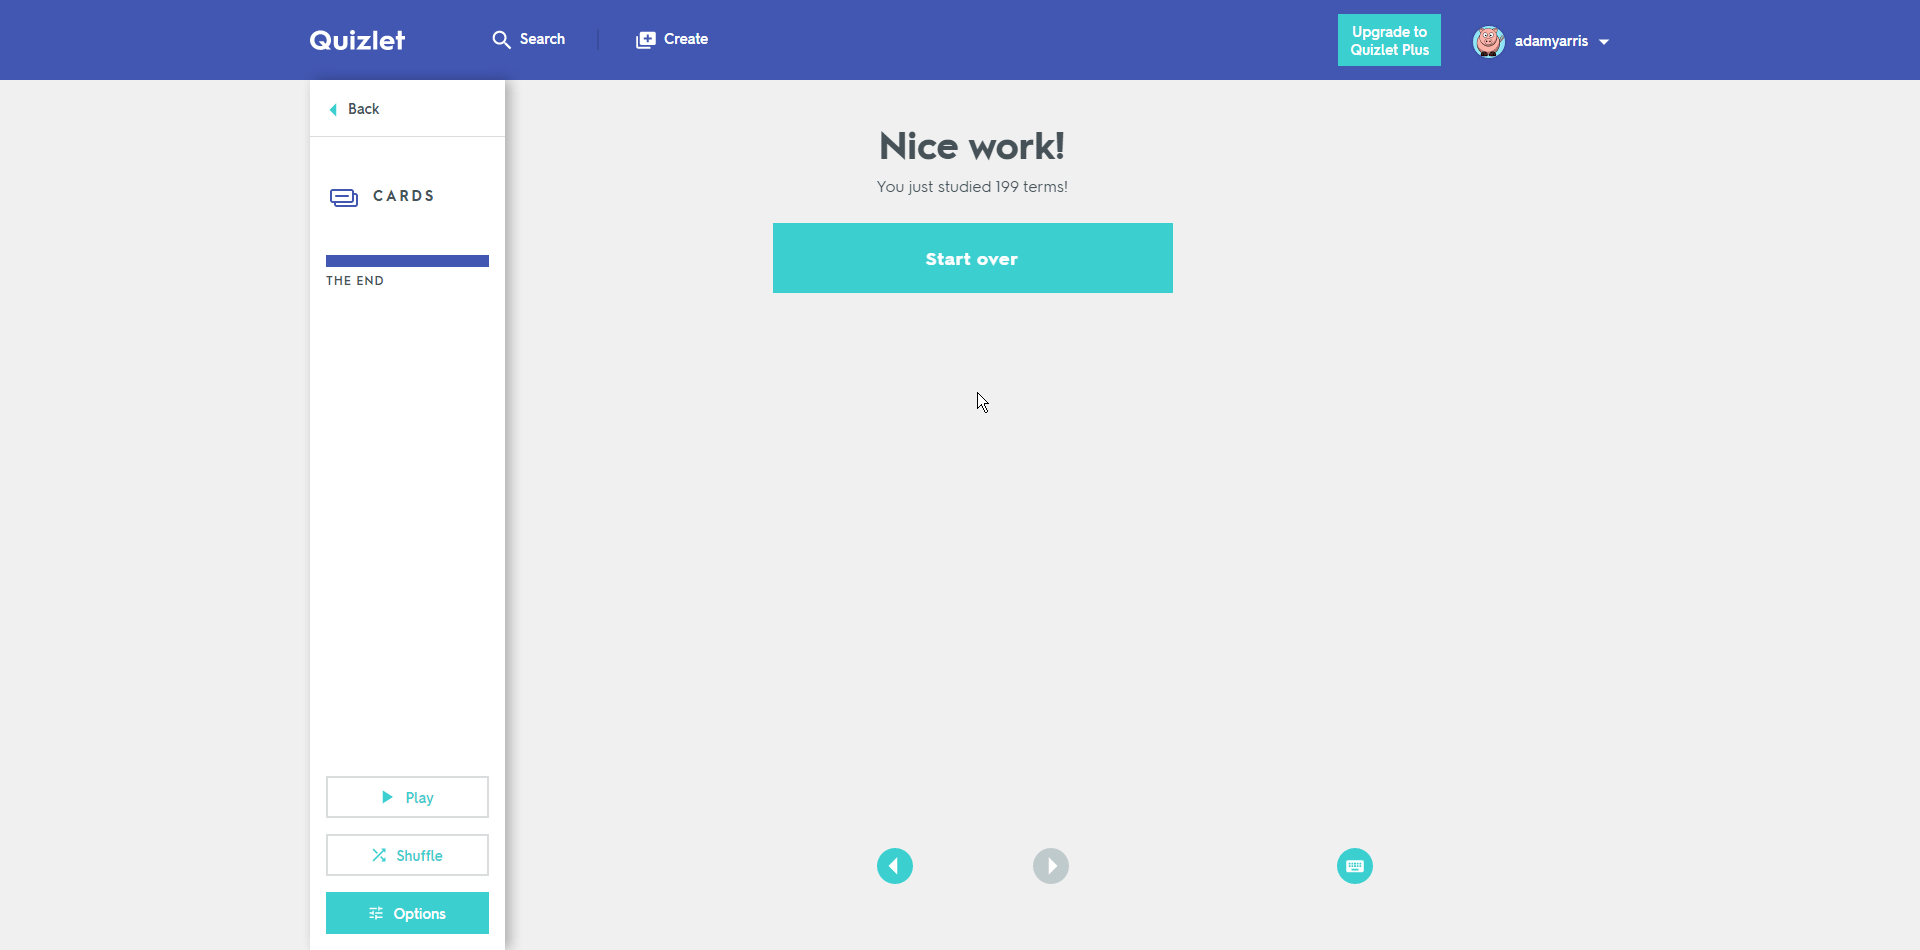 Quizlet
Search
Create
Upgrade to
Quizlet Plus
adamyarris
Back
CARDS
THE END
Nice work!
You just studied 199 terms!
Start over
Play
Shuffle
Options